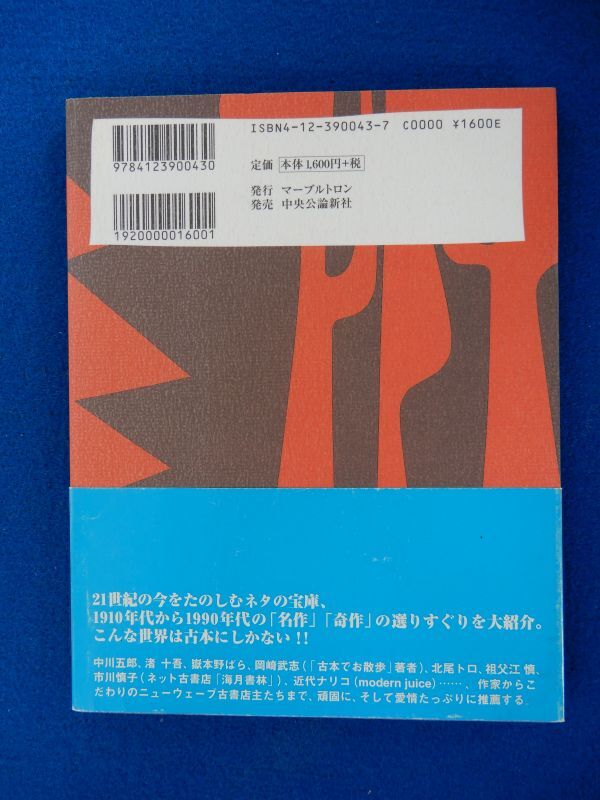 ISBN4-12-390043-7 C0000 ¥1600E
9784123900430
定価 本体1,600円+税
発行 マーブルトロン
発売 中央公論新社
1920000016001
21世紀の今をたのしむネタの宝庫、
1910年代から1990年代の「名作」「奇作」の選りすぐりを大紹介。
こんな世界は古本にしかない!!
中川五郎、渚 十吾、嶽本野ばら、岡崎武志(「古本でお散歩」著者)、北尾トロ、祖父江 慎、
市川慎子(ネット古書店「海月書林」)、近代ナリコ(modern juice)……、作家からこ
だわりのニューウェーブ古書店主たちまで、頑固に、そして愛情たっぷりに推薦する。